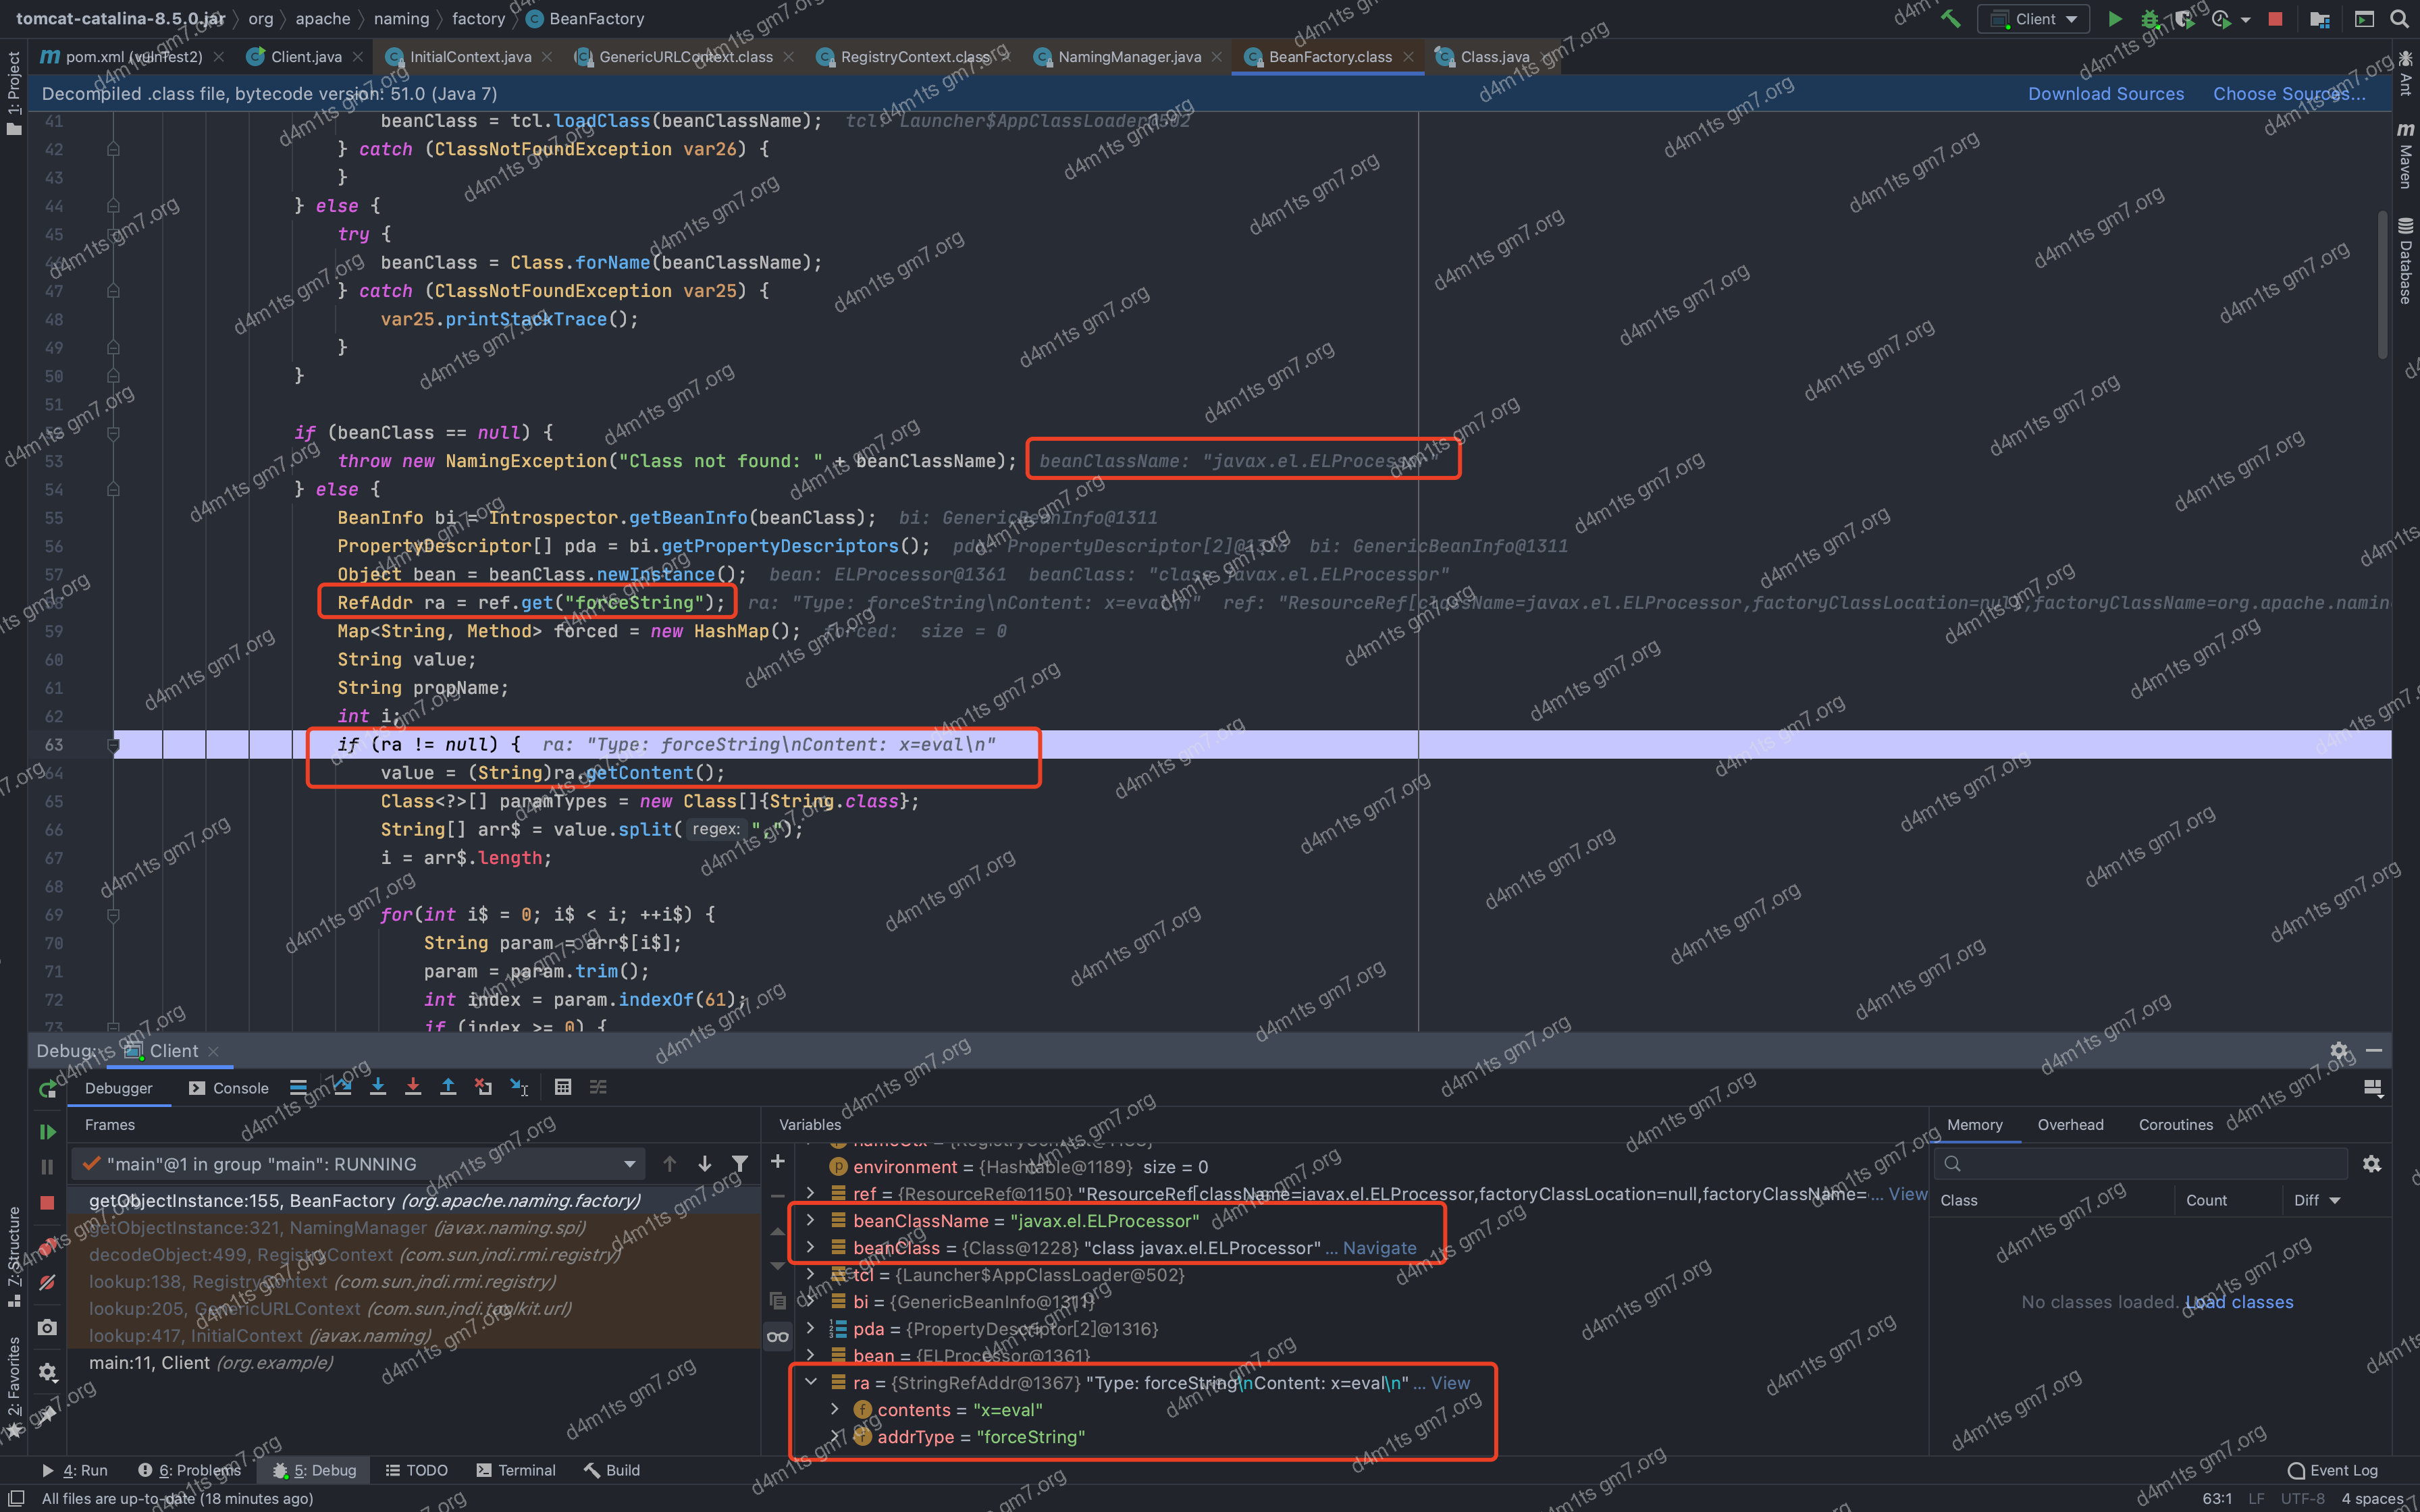 tomcat-catalina-8.5.0.jar > org > apache > naming > factory > BeanFactory
Client
pom.xml (vulnTest2)
Client.java
InitialContext.java
GenericURLContext.class
RegistryContext.class
NamingManager.java
BeanFactory.class
Class.java
Decompiled .class file, bytecode version: 51.0 (Java 7)
Download Sources
Choose Sources...
1: Project
Ant
Maven
Database
41 beanClass = tcl.loadClass(beanClassName); tcl: Launcher$AppClassLoader@502
42 } catch (ClassNotFoundException var26) {
43 }
44 } else {
45 try {
46 beanClass = Class.forName(beanClassName);
47 } catch (ClassNotFoundException var25) {
48 var25.printStackTrace();
49 }
50 }
51
52 if (beanClass == null) {
53 throw new NamingException("Class not found: " + beanClassName); beanClassName: "javax.el.ELProcessor"
54 } else {
55 BeanInfo bi = Introspector.getBeanInfo(beanClass); bi: GenericBeanInfo@1311
56 PropertyDescriptor[] pda = bi.getPropertyDescriptors(); pda: PropertyDescriptor[2]@1316 bi: GenericBeanInfo@1311
57 Object bean = beanClass.newInstance(); bean: ELProcessor@1361 beanClass: "class javax.el.ELProcessor"
58 RefAddr ra = ref.get("forceString"); ra: "Type: forceString\nContent: x=eval\n" ref: "ResourceRef[className=javax.el.ELProcessor,factoryClassLocation=null,factoryClassName=org.apache.namin
59 Map<String, Method> forced = new HashMap(); forced: size = 0
60 String value;
61 String propName;
62 int i;
63 if (ra != null) { ra: "Type: forceString\nContent: x=eval\n"
64 value = (String)ra.getContent();
65 Class<?>[] paramTypes = new Class[]{String.class};
66 String[] arr$ = value.split( regex: ",");
67 i = arr$.length;
68
69 for(int i$ = 0; i$ < i; ++i$) {
70 String param = arr$[i$];
71 param = param.trim();
72 int index = param.indexOf(61);
73 if (index >= 0) {
Debug: Client
Debugger
Console
Frames
Variables
Memory
Overhead
Coroutines
"main"@1 in group "main": RUNNING
getObjectInstance:155, BeanFactory (org.apache.naming.factory)
getObjectInstance:321, NamingManager (javax.naming.spi)
decodeObject:499, RegistryContext (com.sun.jndi.rmi.registry)
lookup:138, RegistryContext (com.sun.jndi.rmi.registry)
lookup:205, GenericURLContext (com.sun.jndi.toolkit.url)
lookup:417, InitialContext (javax.naming)
main:11, Client (org.example)
environment = {Hashtable@1189} size = 0
ref = {ResourceRef@1150} "ResourceRef[className=javax.el.ELProcessor,factoryClassLocation=null,factoryClassName= ... View
beanClassName = "javax.el.ELProcessor"
beanClass = {Class@1228} "class javax.el.ELProcessor" ... Navigate
tcl = {Launcher$AppClassLoader@502}
bi = {GenericBeanInfo@1311}
pda = {PropertyDescriptor[2]@1316}
bean = {ELProcessor@1361}
ra = {StringRefAddr@1367} "Type: forceString\nContent: x=eval\n" ... View
contents = "x=eval"
addrType = "forceString"
Class
Count
Diff
No classes loaded. Load classes
7: Structure
2: Favorites
4: Run
6: Problems
5: Debug
TODO
Terminal
Build
Event Log
All files are up-to-date (18 minutes ago)
63:1 LF UTF-8 4 spaces
d4m1ts gm7.org